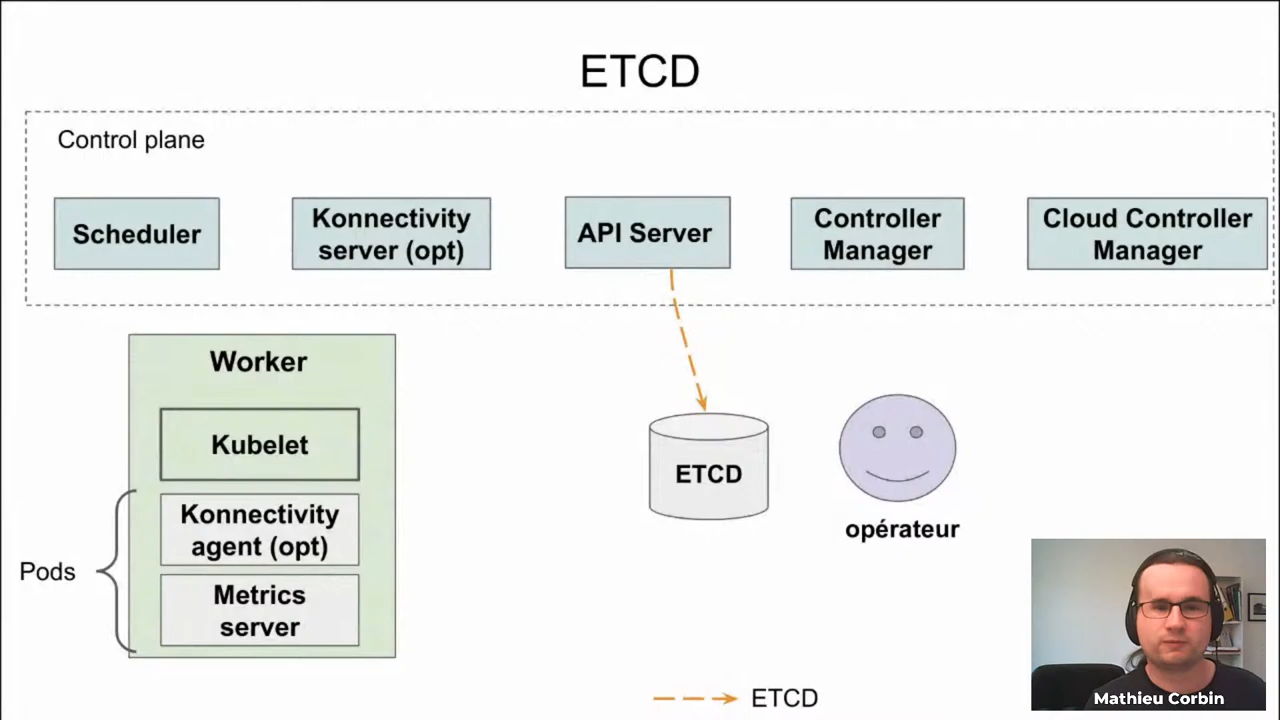 ETCD
Control plane
Scheduler
Konnectivity
server (opt)
API Server
Controller
Manager
Cloud Controller
Manager
Worker
Kubelet
Konnectivity
agent (opt)
Metrics
server
Pods
ETCD
opérateur
Mathieu Corbin
ETCD